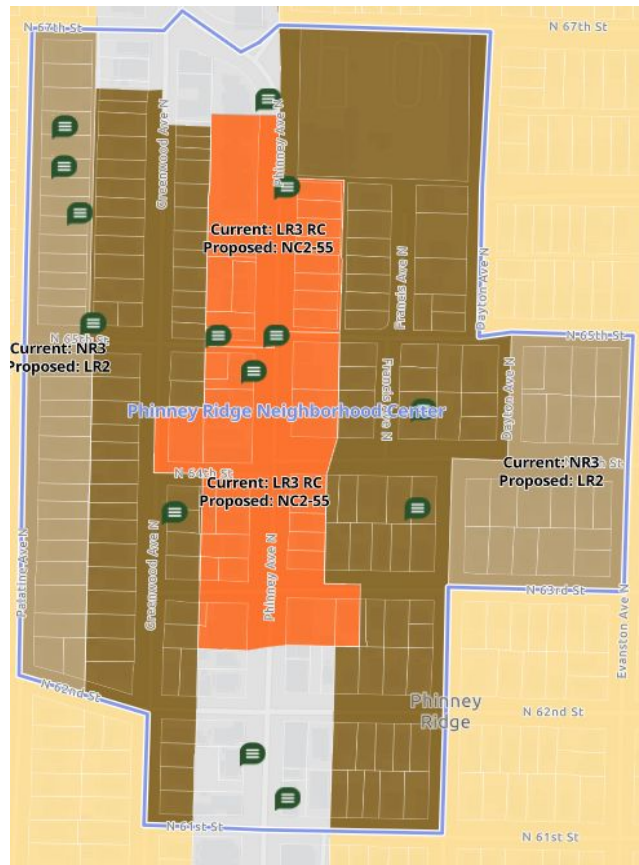 N 67th St
N 67th St
Greenwood Ave N
Phinney Ave N
Current: LR3 RC
Proposed: NC2-55
Francis Ave N
Dayton Ave N
N 65th St
N 65th St
Current: NR3
Proposed: LR2
Francis Ave N
Dayton Ave N
Phinney Ridge Neighborhood Center
N 64th St
Current: LR3 RC
Proposed: NC2-55
Current: NR3
Proposed: LR2
Palatine Ave N
Greenwood Ave N
Phinney Ave N
N 63rd St
Evanston Ave N
N 62nd St
Phinney
Ridge
N 62nd St
N 61st St
N 61st St